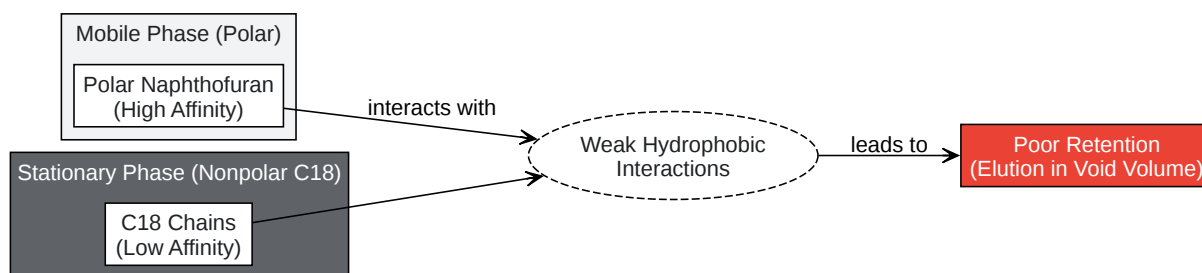 Mobile Phase (Polar)
Polar Naphthofuran
(High Affinity)
interacts with
Stationary Phase (Nonpolar C18)
C18 Chains
(Low Affinity)
Weak Hydrophobic
Interactions
leads to
Poor Retention
(Elution in Void Volume)